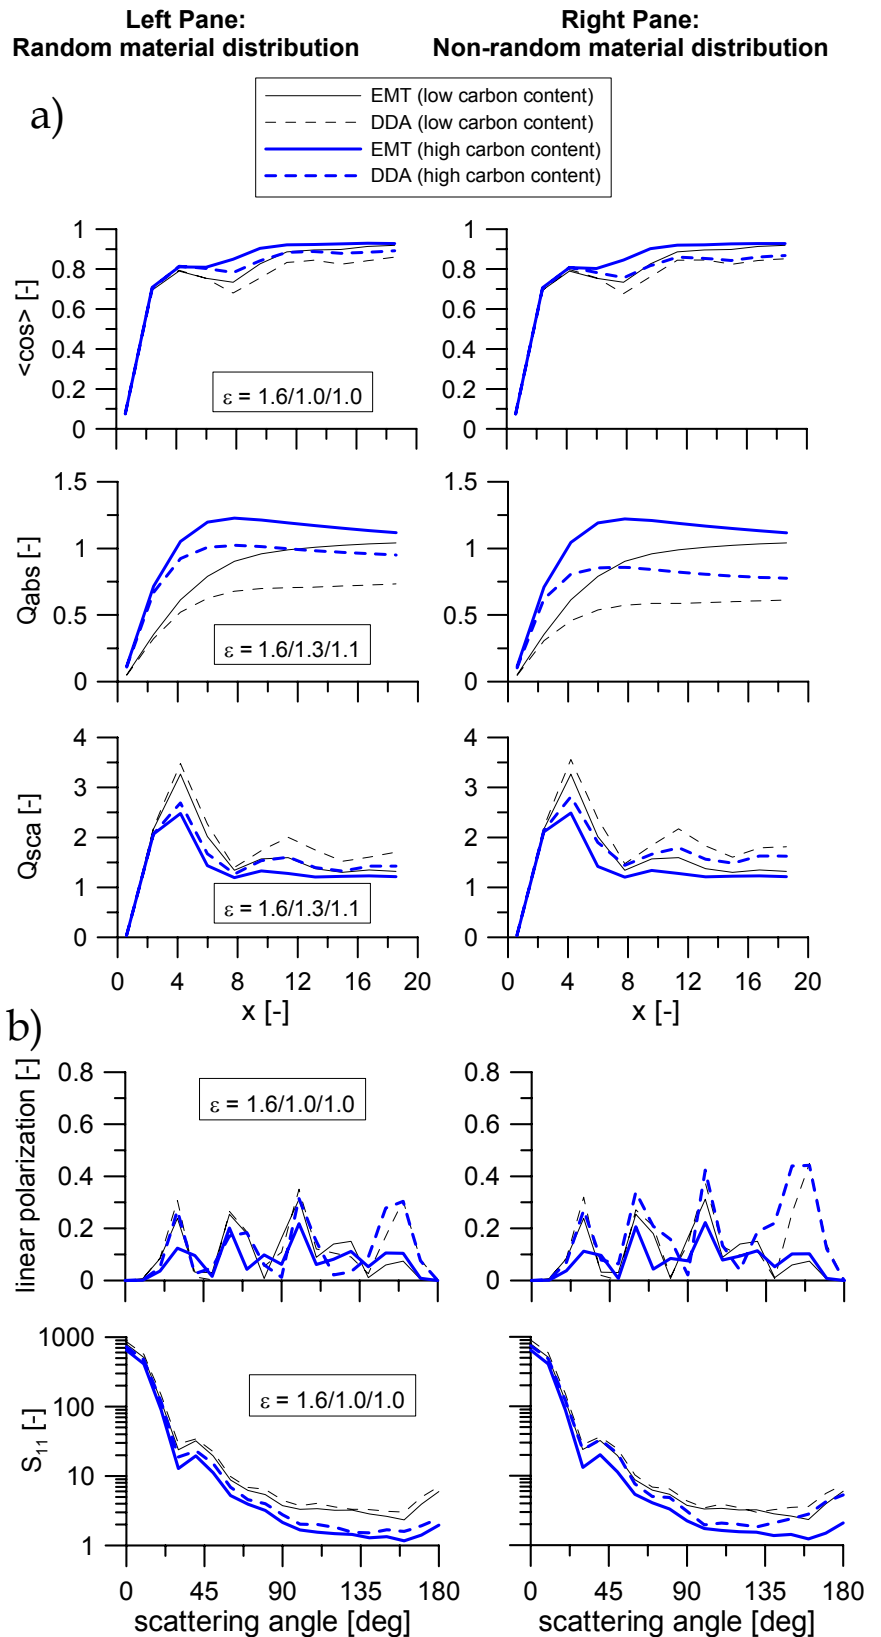 Left Pane:
Random material distribution
Right Pane:
Non-random material distribution
a)
EMT (low carbon content)
DDA (low carbon content)
EMT (high carbon content)
DDA (high carbon content)
<cos> [-]
1
0.8
0.6
0.4
0.2
0
ε = 1.6/1.0/1.0
1
0.8
0.6
0.4
0.2
0
Qabs [-]
1.5
1
0.5
0
ε = 1.6/1.3/1.1
1.5
1
0.5
0
Qsca [-]
4
3
2
1
0
ε = 1.6/1.3/1.1
0 4 8 12 16 20
x [-]
4
3
2
1
0
0 4 8 12 16 20
x [-]
b)
linear polarization [-]
0.8
0.6
0.4
0.2
0
ε = 1.6/1.0/1.0
0.8
0.6
0.4
0.2
0
S11 [-]
1000
100
10
1
ε = 1.6/1.0/1.0
0 45 90 135 180
scattering angle [deg]
0 45 90 135 180
scattering angle [deg]